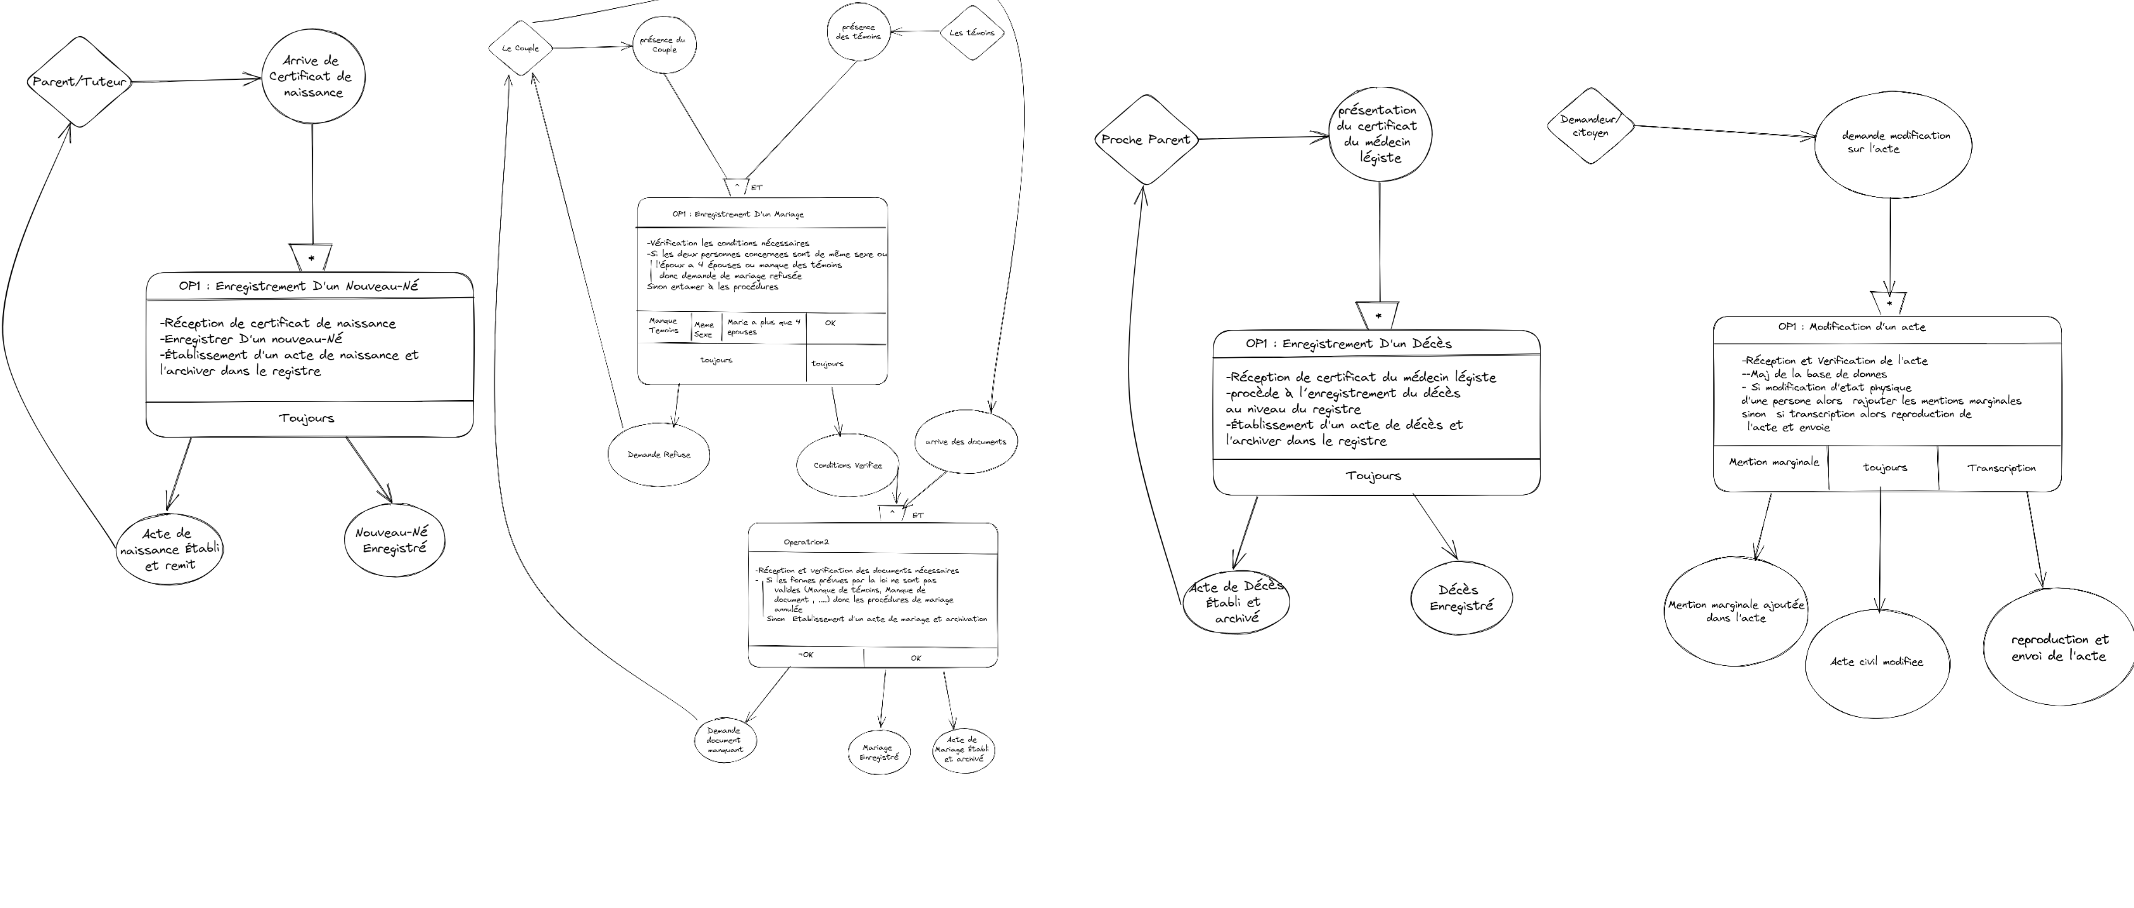 Parent/Tuteur
Arrive de
Certificat de
naissance
*
OP1 : Enregistrement D'un Nouveau-Né
-Réception de certificat de naissance
-Enregistrer D'un nouveau-Né
-Établissement d'un acte de naissance et
l'archiver dans le registre
Toujours
Acte de
naissance Établi
et remit
Nouveau-Né
Enregistré
Le Couple
présence du
Couple
présence
des témoins
Les témoins
^ ET
OP1 : Enregistrement D'un Mariage
-Vérification les conditions nécessaires
-Si les deux personnes concernees sont de même sexe ou
l'époux a 4 épouses ou manque des témoins
donc demande de mariage refusée
Sinon entamer à les procédures
Manque
Temoins
Meme
Sexe
Marie a plus que 4
epouses
OK
toujours
toujours
Demande Refuse
Conditions Verifiee
arrive des documents
^ ET
Operatrion2
-Réception et verification des documents nécessaires
- Si les formes prévues par la loi ne sont pas
valides (Manque de témoins, Manque de
document , ....) donc les procédures de mariage
annulée
Sinon Etablissement d'un acte de mariage et archivation
-OK
OK
Demande
document
manquant
Mariage
Enregistré
Acte de
Mariage Établi
et archivé
Proche Parent
présentation
du certificat
du médecin
légiste
*
OP1 : Enregistrement D'un Décès
-Réception de certificat du médecin légiste
-procède à l'enregistrement du décès
au niveau du registre
-Établissement d'un acte de décès et
l'archiver dans le registre
Toujours
Acte de Décès
Établi et
archivé
Décès
Enregistré
Demandeur/
citoyen
demande modification
sur l'acte
*
OP1 : Modification d'un acte
-Réception et Verification de l'acte
--Maj de la base de donnes
- Si modification d'etat physique
d'une persone alors rajouter les mentions marginales
sinon si transcription alors reproduction de
l'acte et envoie
Mention marginale
toujours
Transcription
Mention marginale ajoutée
dans l'acte
Acte civil modifiee
reproduction et
envoi de l'acte